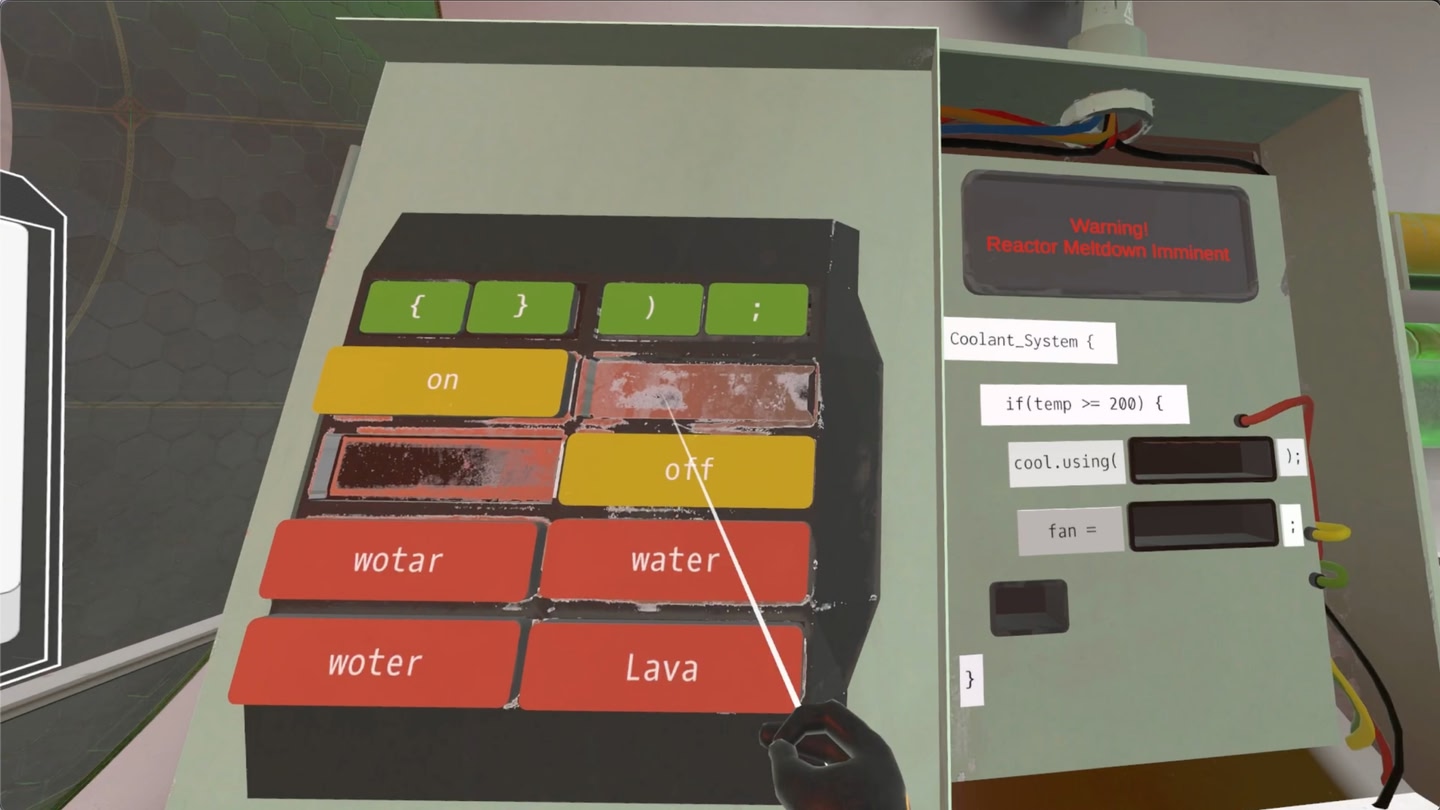 { } ) ;
on
off
wotar water
woter Lava
Warning!
Reactor Meltdown Imminent
Coolant_System {
if(temp >= 200) {
cool.using( );
fan = ;
}